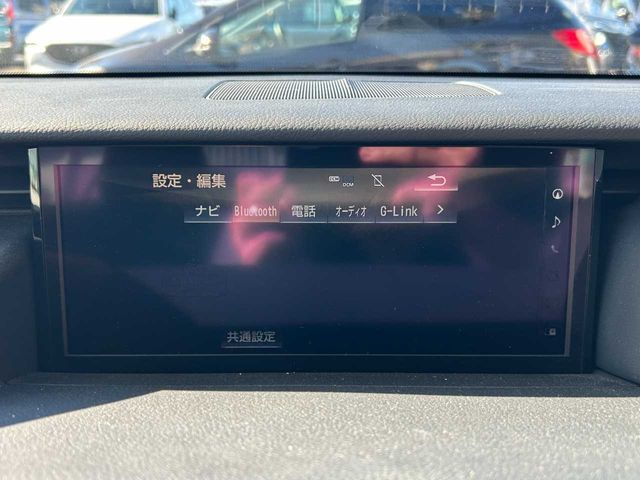 設定・編集
DCM
ナビ Bluetooth 電話 オーディオ G-Link >
共通設定